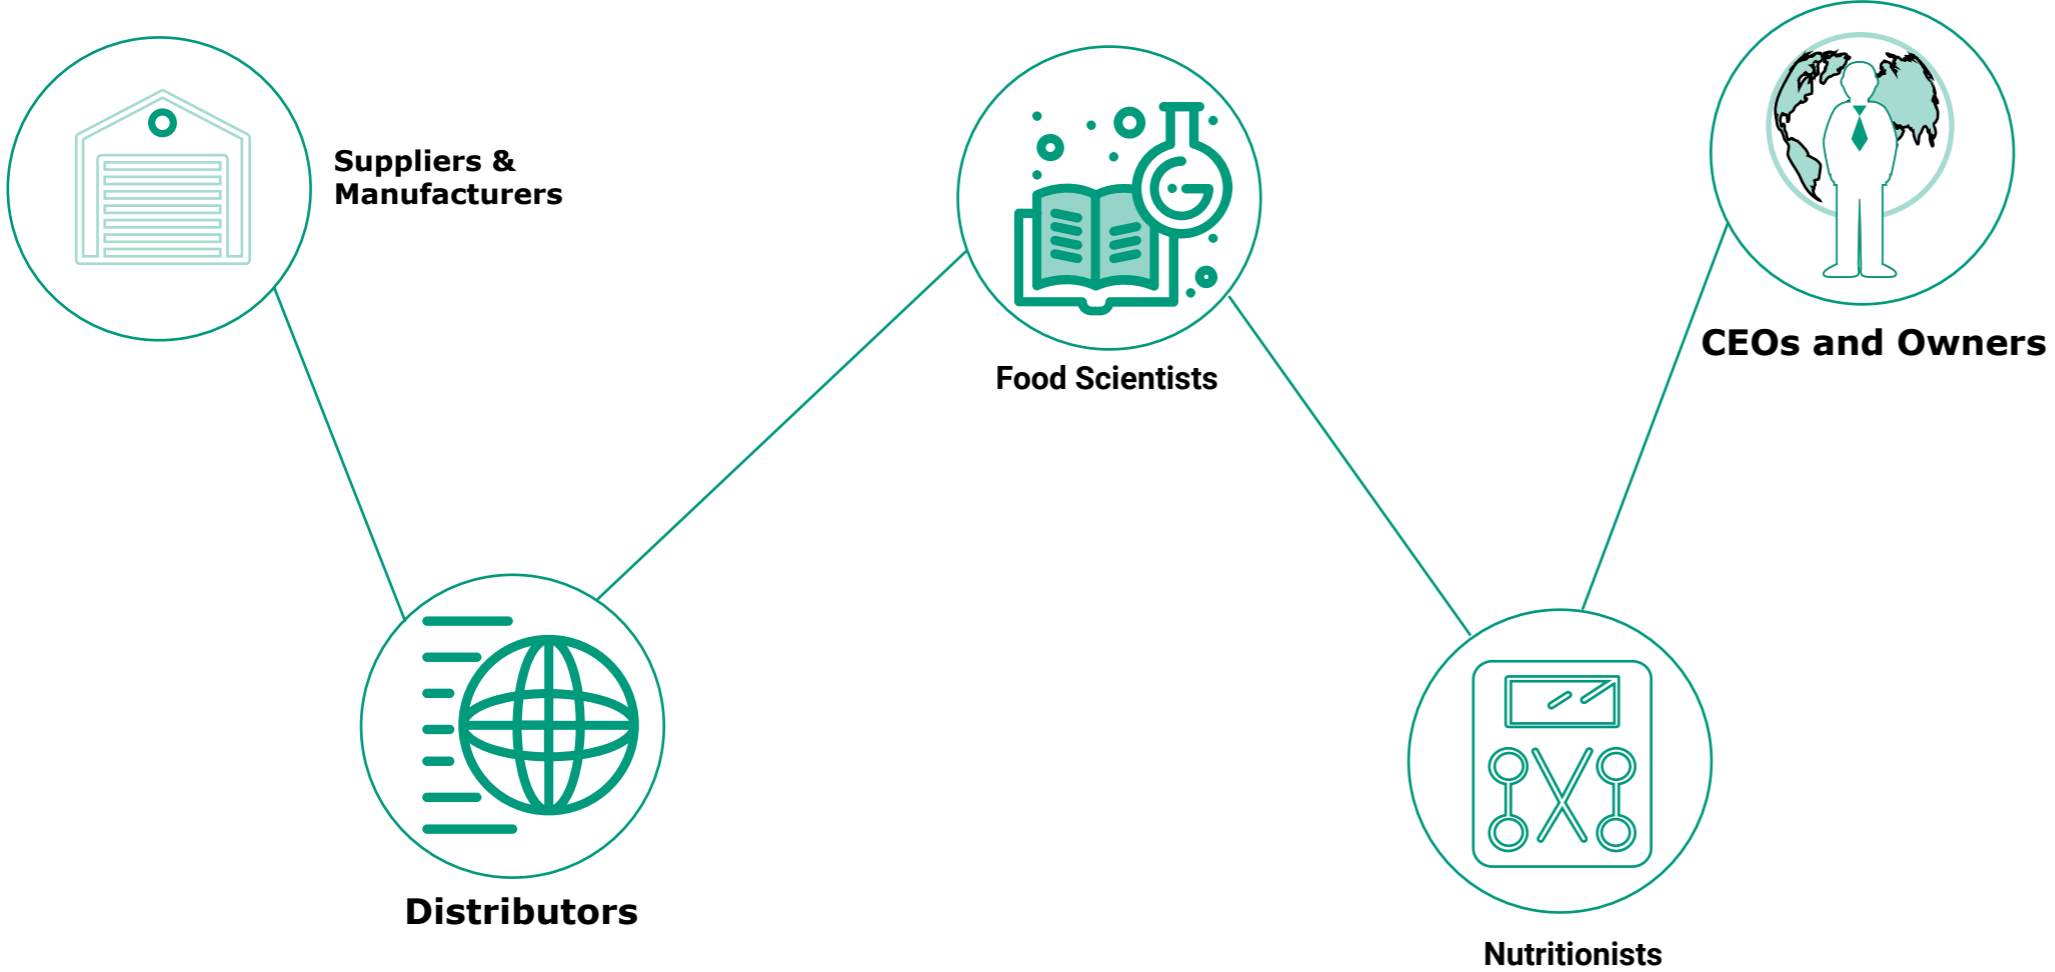 Suppliers &
Manufacturers
Food Scientists
CEOs and Owners
Distributors
Nutritionists